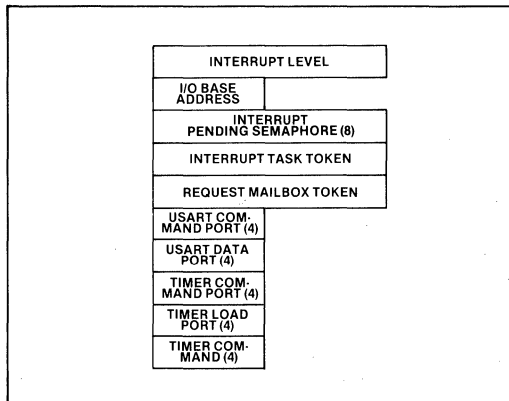 INTERRUPT LEVEL
I/O BASE
ADDRESS
INTERRUPT
PENDING SEMAPHORE (8)
INTERRUPT TASK TOKEN
REQUEST MAILBOX TOKEN
USART COM-
MAND PORT (4)
USART DATA
PORT (4)
TIMER COM-
MAND PORT (4)
TIMER LOAD
PORT (4)
TIMER COM-
MAND (4)